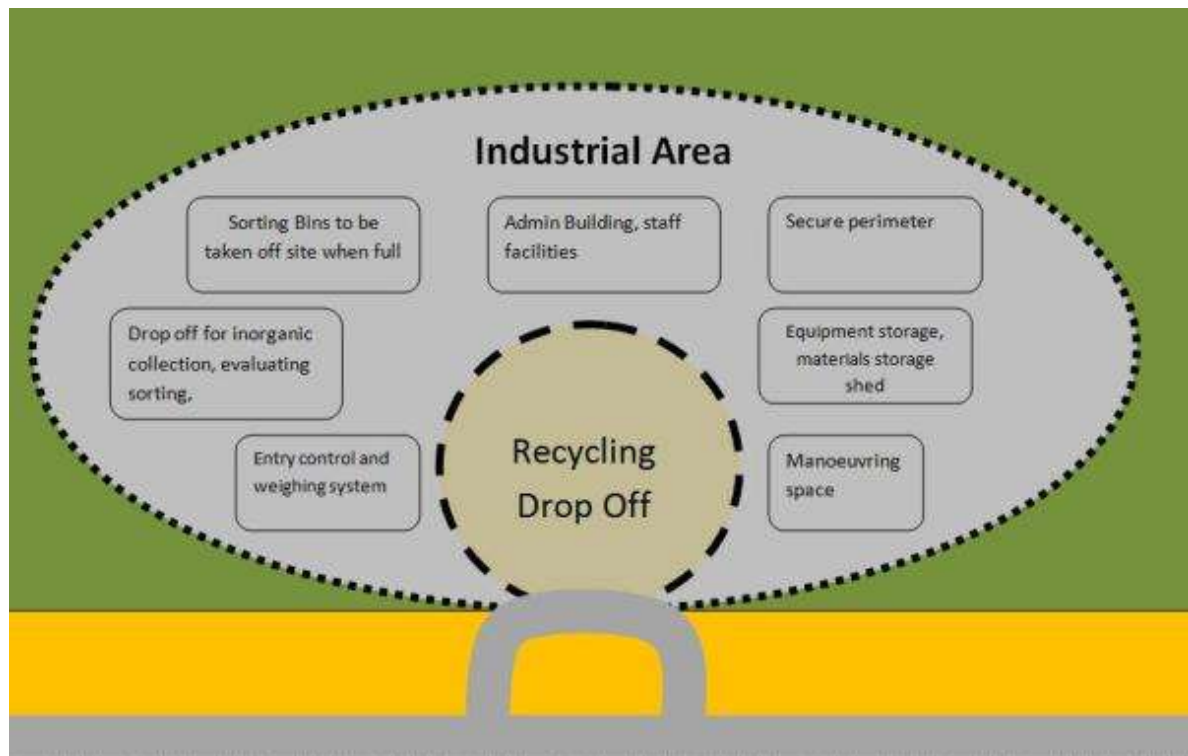 Industrial Area
Sorting Bins to be
taken off site when full
Admin Building, staff
facilities
Secure perimeter
Drop off for inorganic
collection, evaluating
sorting,
Equipment storage,
materials storage
shed
Entry control and
weighing system
Recycling
Drop Off
Manoeuvring
space